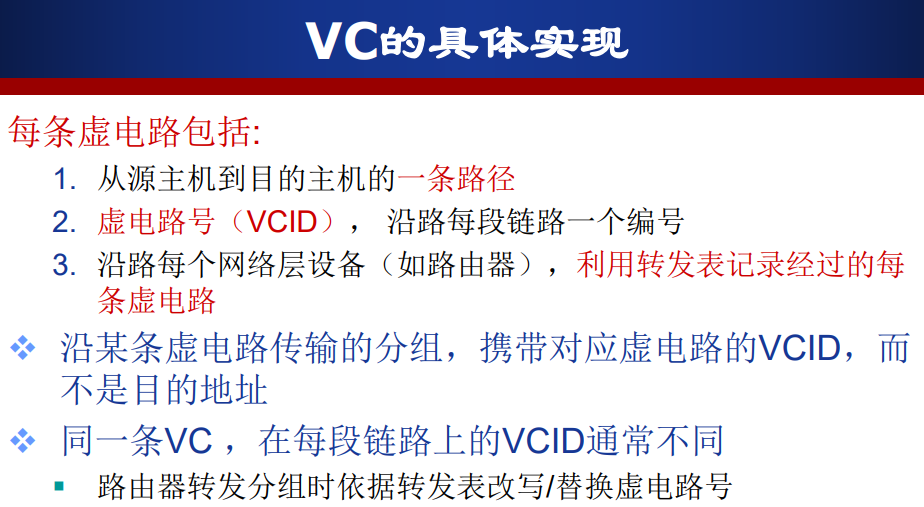 VC的具体实现
每条虚电路包括:
1. 从源主机到目的主机的一条路径
2. 虚电路号（VCID）， 沿路每段链路一个编号
3. 沿路每个网络层设备（如路由器），利用转发表记录经过的每
条虚电路
❖ 沿某条虚电路传输的分组，携带对应虚电路的VCID，而
不是目的地址
❖ 同一条VC ，在每段链路上的VCID通常不同
▪ 路由器转发分组时依据转发表改写/替换虚电路号